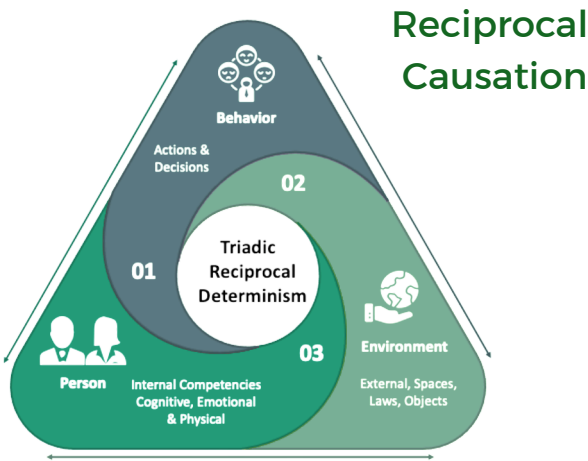 Reciprocal
Causation
Behavior
Actions &
Decisions
02
Triadic
Reciprocal
Determinism
01
03
Environment
External, Spaces,
Laws, Objects
Person
Internal Competencies
Cognitive, Emotional
& Physical